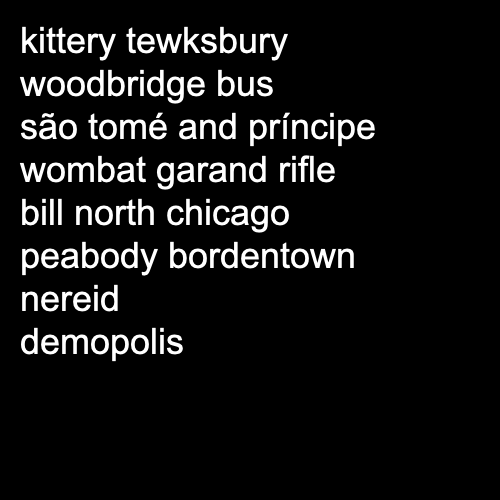 kittery tewksbury
woodbridge bus
são tomé and príncipe
wombat garand rifle
bill north chicago
peabody bordentown
nereid
demopolis